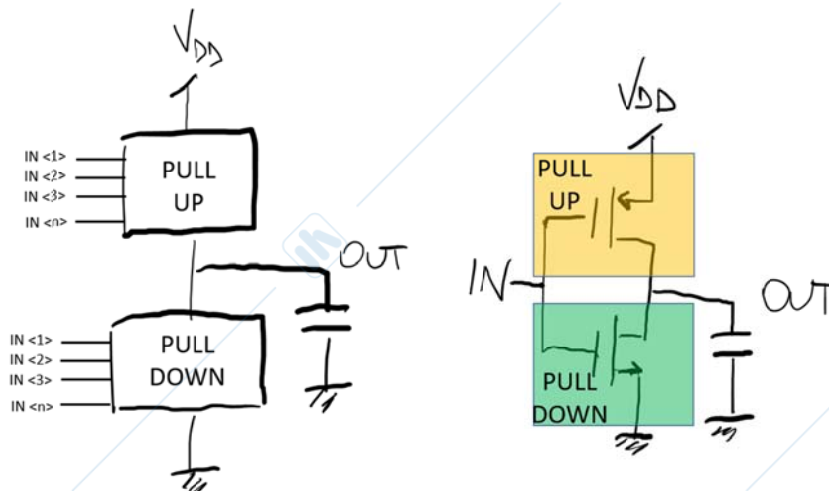 VDD
IN <1>
IN <2>
IN <3>
IN <n>
PULL
UP
OUT
IN <1>
IN <2>
IN <3>
IN <n>
PULL
DOWN
VDD
PULL
UP
IN
OUT
PULL
DOWN